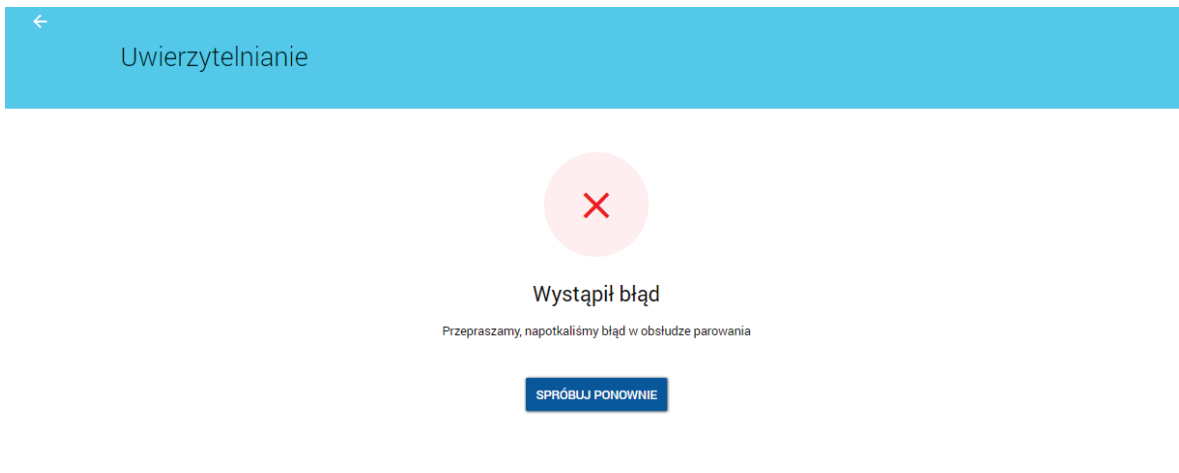 Uwierzytelnianie
Wystąpił błąd
Przepraszamy, napotkaliśmy błąd w obsłudze parowania
SPRÓBUJ PONOWNIE